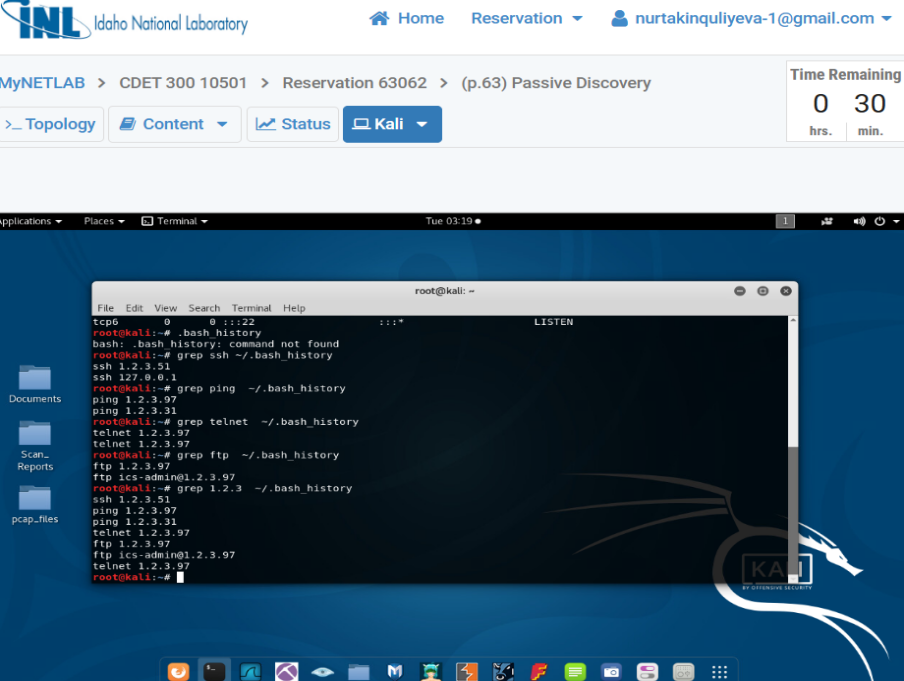 INL Idaho National Laboratory
Home Reservation nurtakinquliyeva-1@gmail.com
MyNETLAB > CDET 300 10501 > Reservation 63062 > (p.63) Passive Discovery
Time Remaining
0 30
hrs. min.
>_ Topology Content Status Kali
Applications Places Terminal Tue 03:19 1
root@kali: ~
File Edit View Search Terminal Help
tcp6 0 0 :::22 :::* LISTEN
root@kali:~# .bash_history
bash: .bash_history: command not found
root@kali:~# grep ssh ~/.bash_history
ssh 1.2.3.51
ssh 127.0.0.1
root@kali:~# grep ping ~/.bash_history
ping 1.2.3.97
ping 1.2.3.31
root@kali:~# grep telnet ~/.bash_history
telnet 1.2.3.97
telnet 1.2.3.97
root@kali:~# grep ftp ~/.bash_history
ftp 1.2.3.97
ftp ics-admin@1.2.3.97
root@kali:~# grep 1.2.3 ~/.bash_history
ssh 1.2.3.51
ping 1.2.3.97
ping 1.2.3.31
telnet 1.2.3.97
ftp 1.2.3.97
ftp ics-admin@1.2.3.97
telnet 1.2.3.97
root@kali:~#
Documents
Scan_
Reports
pcap_files
KALI
BY OFFENSIVE SECURITY